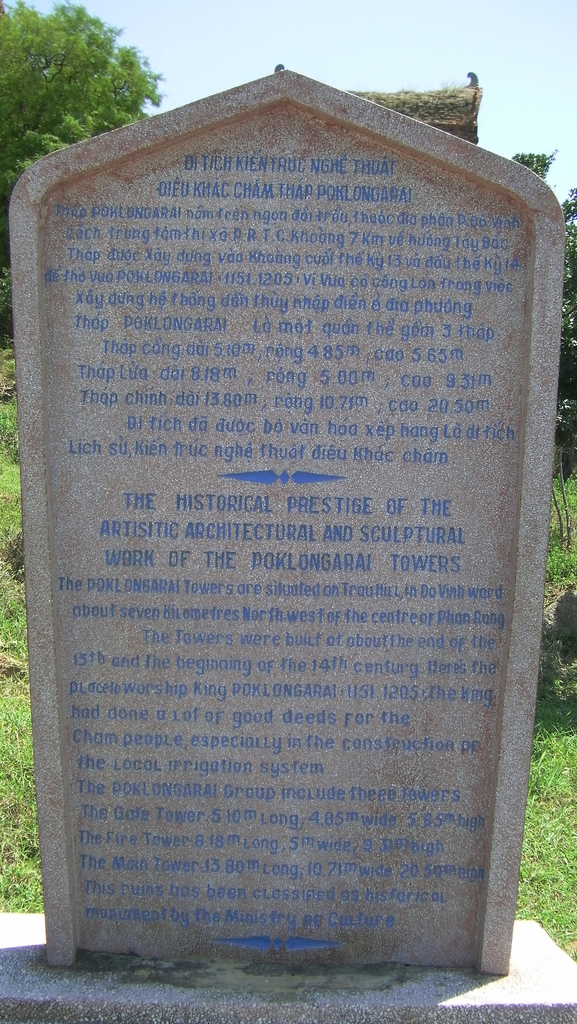 DI TÍCH KIẾN TRÚC NGHỆ THUẬT
ĐIÊU KHẮC CHĂM THÁP POKLONGARAI
Tháp POKLONGARAI nằm trên ngọn đồi trầu thuộc địa phận P. Đô Vinh
cách trung tâm thị xã P.R.T.C. Khoảng 7 Km về hướng Tây Bắc
Tháp được xây dựng vào Khoảng cuối thế Kỷ 13 và đầu thế Kỷ 14
để thờ Vua POKLONGARAI (1151.1205) Vị Vua có công Lớn Trong việc
xây dựng hệ thống dẫn thủy nhập điền ở địa phương
Tháp POKLONGARAI Là một quần thể gồm 3 tháp.
Tháp cổng dài 5.10m, rộng 4.85m, cao 5.65m
Tháp Lửa dài 8.18m, rộng 5.00m, cao 9.31m
Tháp chính dài 13.80m, rộng 10.71m, cao 20.50m
Di tích đã được bộ văn hóa xếp hạng Là di tích
Lịch sử, Kiến trúc nghệ thuật điêu Khắc chăm
THE HISTORICAL PRESTIGE OF THE
ARTISITIC ARCHITECTURAL AND SCULPTURAL
WORK OF THE POKLONGARAI TOWERS
The POKLONGARAI Towers are situated on Trau Hill, in Do Vinh ward
about seven Kilometres North west of the centre of Phan Rang
The Towers were built at about the end of the
13th and the beginning of the 14th century. Here's the
place to worship King POKLONGARAI (1151.1205), the King
had done a Lot of good deeds for the
Cham people, especially in the construction of
the Local irrigation system
The POKLONGARAI Group include three towers
The Gate Tower: 5.10m Long, 4.85m wide, 5.65m high
The Fire Tower: 8.18m Long, 5m wide, 9.31m high
The Main Tower: 13.80m Long, 10.71m wide, 20.50m high
This ruins has been classified as historical
monument by the Ministry of Culture